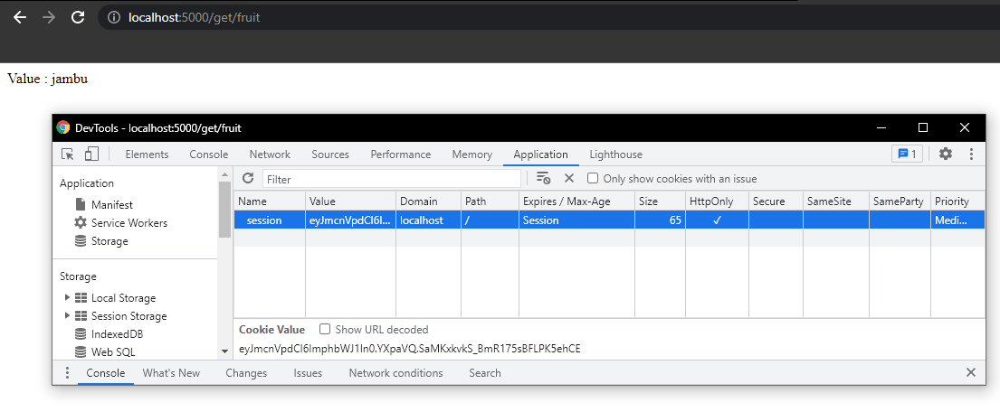 localhost:5000/get/fruit
Value : jambu
DevTools - localhost:5000/get/fruit
Elements Console Network Sources Performance Memory Application Lighthouse 1
Application
Filter
Only show cookies with an issue
Manifest
Service Workers
Storage
Name Value Domain Path Expires / Max-Age Size HttpOnly Secure SameSite SameParty Priority
session eyJmcnVpdCI6I... localhost / Session 65 ✓ Medi...
Storage
Local Storage
Session Storage
IndexedDB
Web SQL
Cookie Value Show URL decoded
eyJmcnVpdCI6ImphbWJ1In0.YXpaVQ.SaMKxkvkS_BmR175sBFLPK5ehCE
Console What's New Changes Issues Network conditions Search